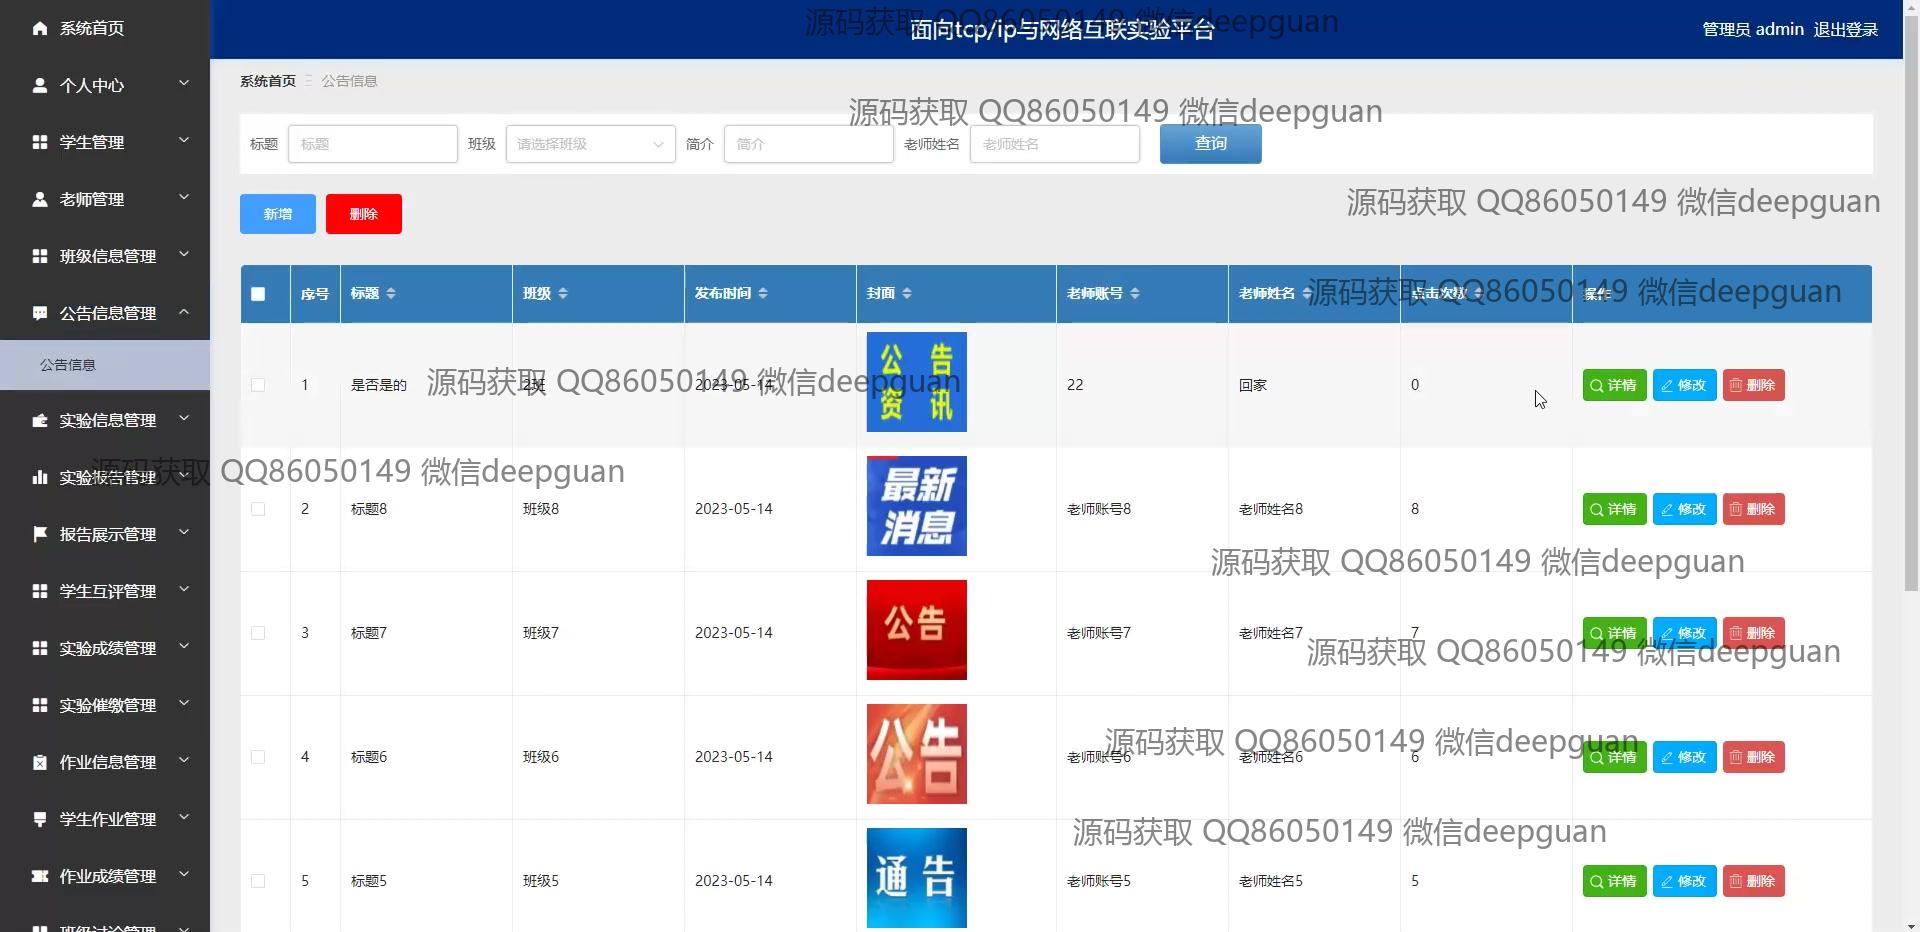 系统首页
个人中心
学生管理
老师管理
班级信息管理
公告信息管理
公告信息
实验信息管理
实验报告管理
报告展示管理
学生互评管理
实验成绩管理
实验催缴管理
作业信息管理
学生作业管理
作业成绩管理
班级讨论管理
面向tcp/ip与网络互联实验平台
管理员 admin 退出登录
源码获取 QQ86050149 微信deepguan
系统首页 公告信息
源码获取 QQ86050149 微信deepguan
标题 标题 班级 请选择班级 简介 简介 老师姓名 老师姓名 查询
源码获取 QQ86050149 微信deepguan
新增 删除
序号 标题 班级 发布时间 封面 老师账号 老师姓名 点击次数 操作
源码获取 QQ86050149 微信deepguan
1 是否是的 2班 2023-05-14 公告资讯 22 回家 0 详情 修改 删除
源码获取 QQ86050149 微信deepguan
源码获取 QQ86050149 微信deepguan
2 标题8 班级8 2023-05-14 最新消息 老师账号8 老师姓名8 8 详情 修改 删除
源码获取 QQ86050149 微信deepguan
3 标题7 班级7 2023-05-14 公告 老师账号7 老师姓名7 7 详情 修改 删除
源码获取 QQ86050149 微信deepguan
4 标题6 班级6 2023-05-14 公告 老师账号6 老师姓名6 6 详情 修改 删除
源码获取 QQ86050149 微信deepguan
源码获取 QQ86050149 微信deepguan
5 标题5 班级5 2023-05-14 通告 老师账号5 老师姓名5 5 详情 修改 删除